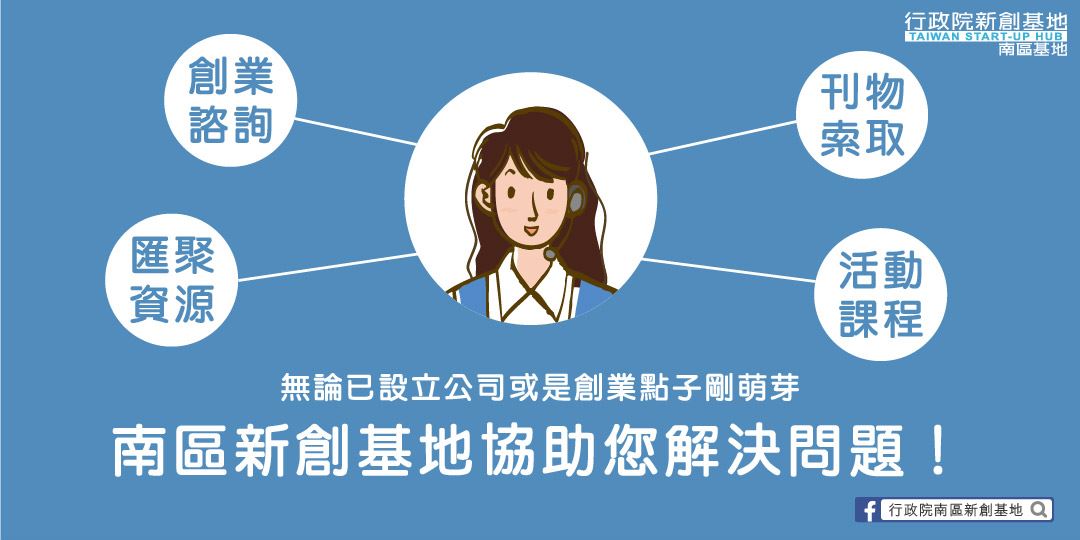 行政院新創基地
TAIWAN START-UP HUB
南區基地
創業
諮詢
刊物
索取
匯聚
資源
活動
課程
無論已設立公司或是創業點子剛萌芽
南區新創基地協助您解決問題！
f 行政院南區新創基地